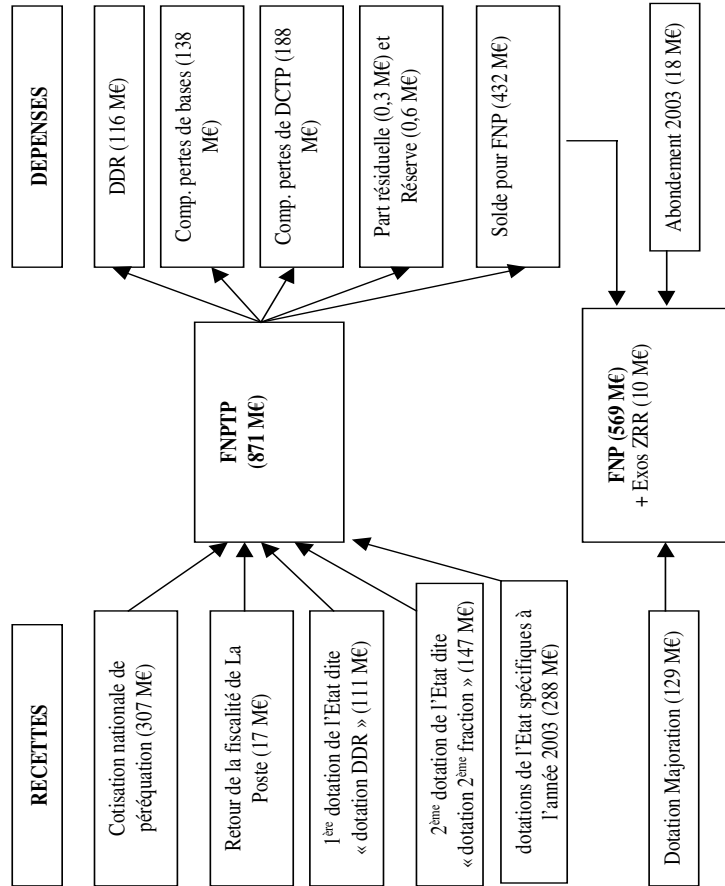 RECETTES
Cotisation nationale de
péréquation (307 M€)
Retour de la fiscalité de La
Poste (17 M€)
1ère dotation de l'Etat dite
« dotation DDR » (111 M€)
2ème dotation de l'Etat dite
« dotation 2ème fraction » (147 M€)
dotations de l'Etat spécifiques à
l'année 2003 (288 M€)
Dotation Majoration (129 M€)
FNPTP
(871 M€)
FNP (569 M€)
+ Exos ZRR (10 M€)
DEPENSES
DDR (116 M€)
Comp. pertes de bases (138
M€)
Comp. pertes de DCTP (188
M€)
Part résiduelle (0,3 M€) et
Réserve (0,6 M€)
Solde pour FNP (432 M€)
Abondement 2003 (18 M€)